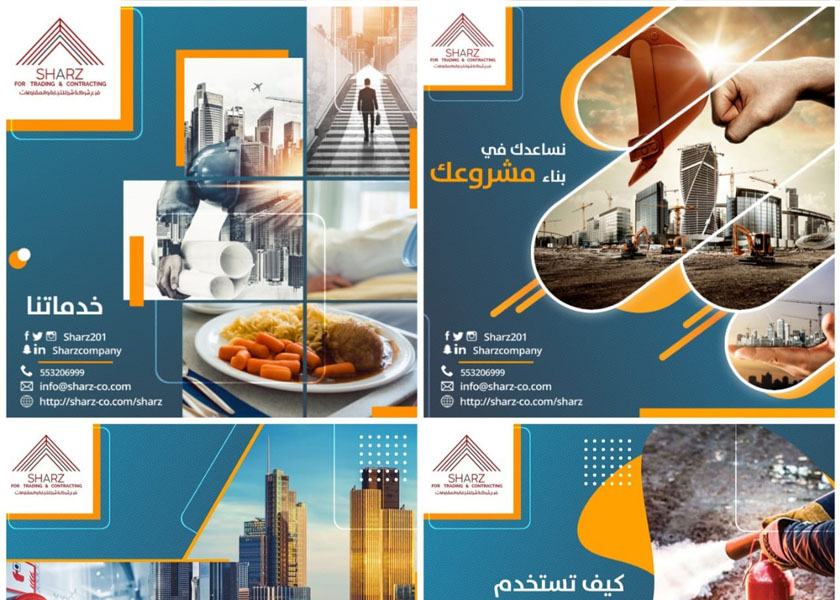 SHARZ
FOR TRADING & CONTRACTING
خدماتنا
Sharz201
Sharzcompany
553206999
info@sharz-co.com
http://sharz-co.com/sharz
SHARZ
FOR TRADING & CONTRACTING
نساعدك في
بناء مشروعك
Sharz201
Sharzcompany
553206999
info@sharz-co.com
http://sharz-co.com/sharz
SHARZ
FOR TRADING & CONTRACTING
SHARZ
FOR TRADING & CONTRACTING
كيف تستخدم